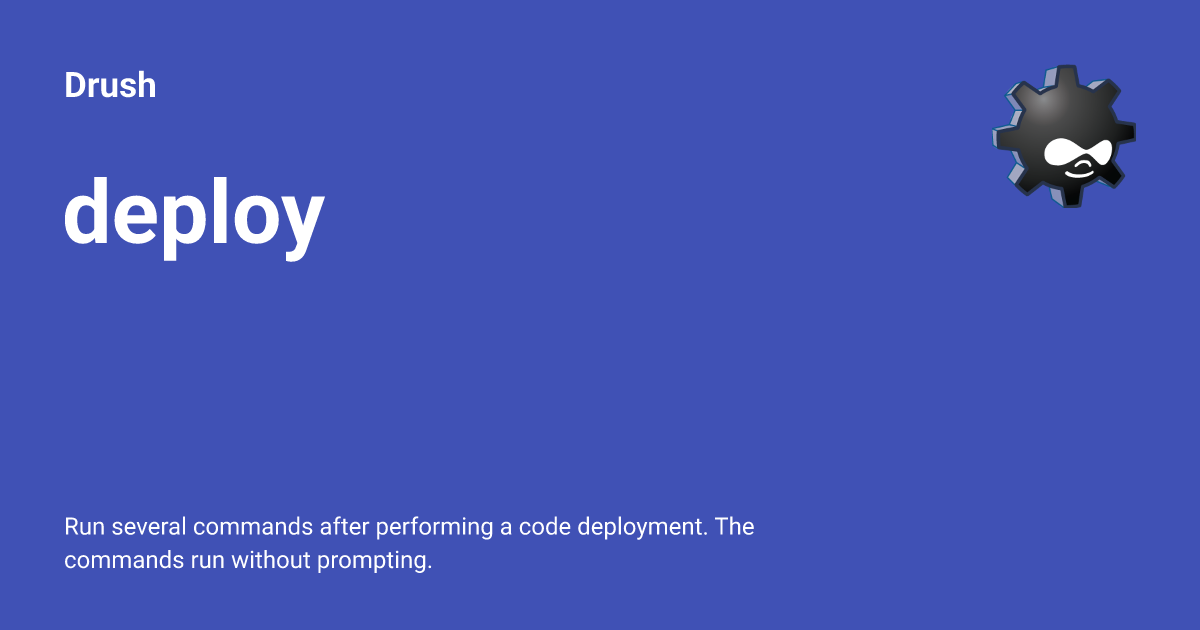 Drush
deploy
Run several commands after performing a code deployment. The
commands run without prompting.